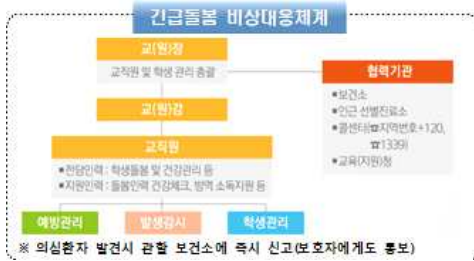 긴급돌봄 비상대응체계
교(원)장
교직원 및 학생 관리 총괄
교(원)감
교직원
▪전담인력 : 학생돌봄 및 건강관리 등
▪지원인력 : 돌봄인력 건강체크, 방역 소독지원 등
예방관리
발생감시
학생관리
협력기관
▪보건소
▪인근 선별진료소
▪콜센터(☎지역번호+120,
☎1339)
▪교육(지원)청
※ 의심환자 발견시 관할 보건소에 즉시 신고(보호자에게도 통보)